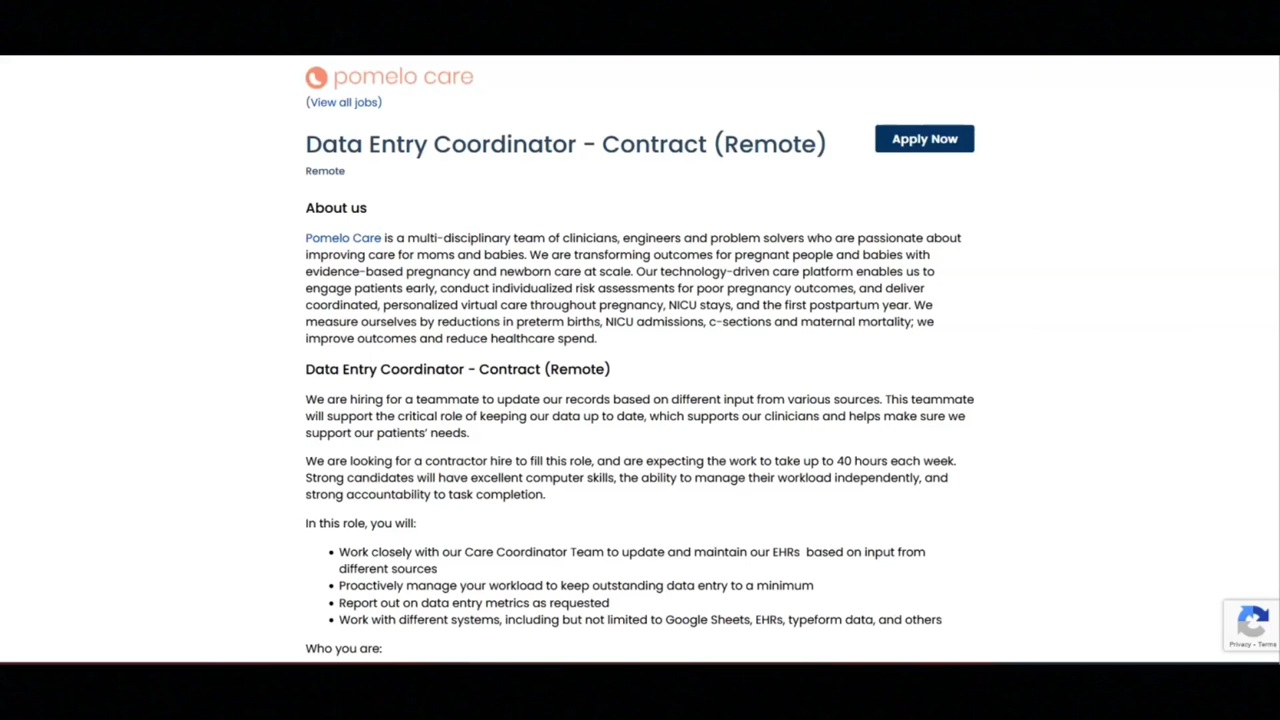 pomelo care
(View all jobs)
Data Entry Coordinator - Contract (Remote)
Apply Now
Remote
About us
Pomelo Care is a multi-disciplinary team of clinicians, engineers and problem solvers who are passionate about
improving care for moms and babies. We are transforming outcomes for pregnant people and babies with
evidence-based pregnancy and newborn care at scale. Our technology-driven care platform enables us to
engage patients early, conduct individualized risk assessments for poor pregnancy outcomes, and deliver
coordinated, personalized virtual care throughout pregnancy, NICU stays, and the first postpartum year. We
measure ourselves by reductions in preterm births, NICU admissions, c-sections and maternal mortality; we
improve outcomes and reduce healthcare spend.
Data Entry Coordinator - Contract (Remote)
We are hiring for a teammate to update our records based on different input from various sources. This teammate
will support the critical role of keeping our data up to date, which supports our clinicians and helps make sure we
support our patients’ needs.
We are looking for a contractor hire to fill this role, and are expecting the work to take up to 40 hours each week.
Strong candidates will have excellent computer skills, the ability to manage their workload independently, and
strong accountability to task completion.
In this role, you will:
• Work closely with our Care Coordinator Team to update and maintain our EHRs based on input from
different sources
• Proactively manage your workload to keep outstanding data entry to a minimum
• Report out on data entry metrics as requested
• Work with different systems, including but not limited to Google Sheets, EHRs, typeform data, and others
Who you are:
Privacy - Terms